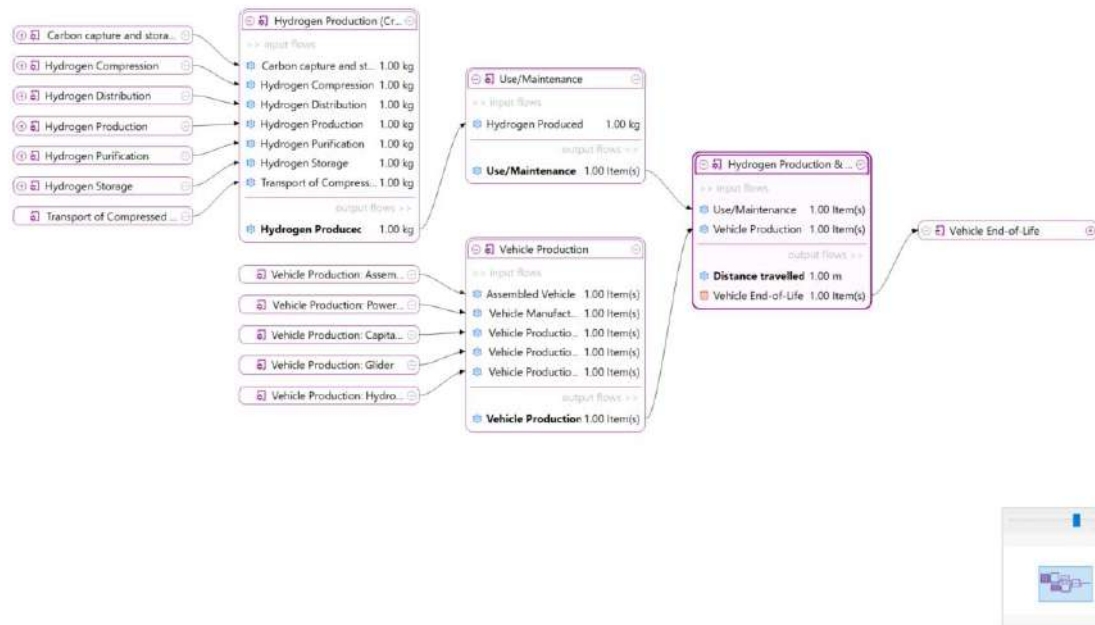 Carbon capture and stora...
Hydrogen Compression
Hydrogen Distribution
Hydrogen Production
Hydrogen Purification
Hydrogen Storage
Transport of Compressed ...
Hydrogen Production (Cr...
>> input flows
Carbon capture and st... 1.00 kg
Hydrogen Compression 1.00 kg
Hydrogen Distribution 1.00 kg
Hydrogen Production 1.00 kg
Hydrogen Purification 1.00 kg
Hydrogen Storage 1.00 kg
Transport of Compress... 1.00 kg
output flows >>
Hydrogen Producec 1.00 kg
Vehicle Production: Assem...
Vehicle Production: Power...
Vehicle Production: Capita...
Vehicle Production: Glider
Vehicle Production: Hydro...
Use/Maintenance
>> input flows
Hydrogen Produced 1.00 kg
output flows >>
Use/Maintenance 1.00 Item(s)
Vehicle Production
>> input flows
Assembled Vehicle 1.00 Item(s)
Vehicle Manufact... 1.00 Item(s)
Vehicle Productio... 1.00 Item(s)
Vehicle Productio... 1.00 Item(s)
Vehicle Productio... 1.00 Item(s)
output flows >>
Vehicle Production 1.00 Item(s)
Hydrogen Production & ...
>> input flows
Use/Maintenance 1.00 Item(s)
Vehicle Production 1.00 Item(s)
output flows >>
Distance travelled 1.00 m
Vehicle End-of-Life 1.00 Item(s)
Vehicle End-of-Life